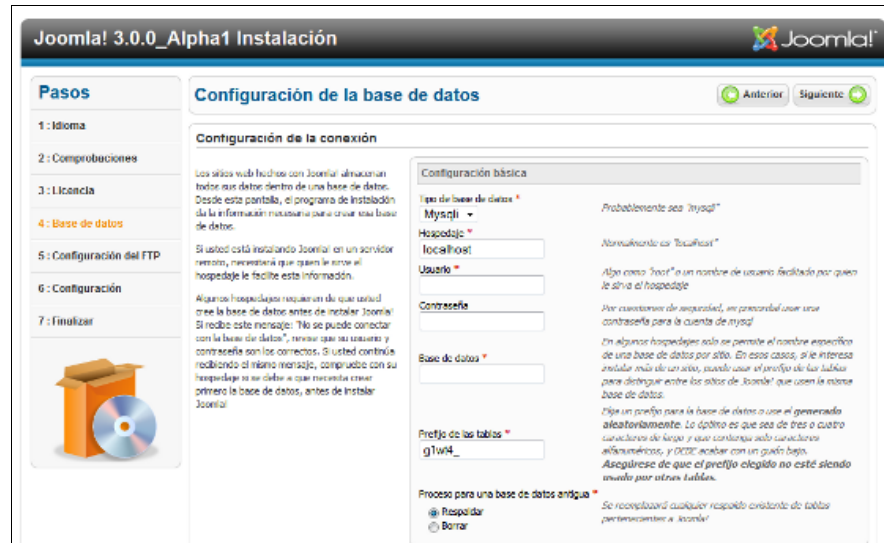 Joomla! 3.0.0_Alpha1 Instalación
Joomla!
Pasos
1 : Idioma
2 : Comprobaciones
3 : Licencia
4 : Base de datos
5 : Configuración del FTP
6 : Configuración
7 : Finalizar
Configuración de la base de datos
Anterior
Siguiente
Configuración de la conexión
Los sitios web hechos con Joomla! almacenan
todos sus datos dentro de una base de datos.
Desde esta pantalla, el programa de instalación
da la información necesaria para crear esa base
de datos.
Si usted está instalando Joomla! en un servidor
remoto, necesitará que quien le sirve el
hospedaje le facilite esta información.
Algunos hospedajes requieren de que usted
cree la base de datos antes de instalar Joomla!
Si recibe este mensaje: "No se puede conectar
con la base de datos", revise que su usuario y
contraseña son los correctos. Si usted continúa
recibiendo el mismo mensaje, compruebe con su
hospedaje si se debe a que necesita crear
primero la base de datos, antes de instalar
Joomla!
Configuración básica
Tipo de base de datos *
Mysqli
Probablemente sea "mysqli"
Hospedaje *
localhost
Normalmente es "localhost"
Usuario *
Algo como "root" o un nombre de usuario facilitado por quien
le sirva el hospedaje
Contraseña
Por cuestiones de seguridad, es primordial usar una
contraseña para la cuenta de mysql
Base de datos *
En algunos hospedajes solo se permite el nombre específico
de una base de datos por sitio. En esos casos, si le interesa
instalar más de un sitio, puede usar el prefijo de las tablas
para distinguir entre los sitios de Joomla! que usen la misma
base de datos.
Prefijo de las tablas *
g1wt4_
Elija un prefijo para la base de datos o use el generado
aleatoriamente. Lo óptimo es que sea de tres o cuatro
caracteres de largo y que contenga solo caracteres
alfanuméricos, y DEBE acabar con un guión bajo.
Asegúrese de que el prefijo elegido no esté siendo
usado por otras tablas.
Proceso para una base de datos antigua *
Respaldar
Borrar
Se reemplazará cualquier respaldo existente de tablas
pertenecientes a Joomla!